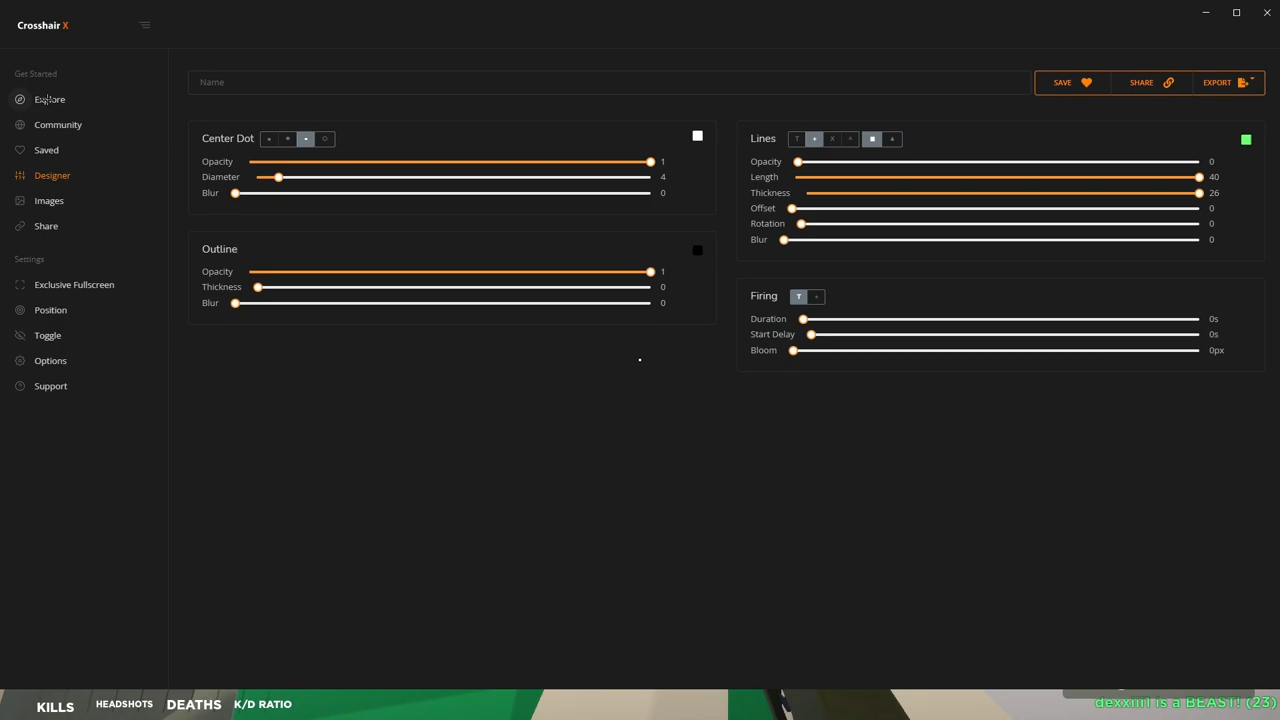 Crosshair X
Get Started
Explore
Community
Saved
Designer
Images
Share
Settings
Exclusive Fullscreen
Position
Toggle
Options
Support
Name
SAVE
SHARE
EXPORT
Center Dot
Opacity 1
Diameter 4
Blur 0
Outline
Opacity 1
Thickness 0
Blur 0
Lines T + X ^
Opacity 0
Length 40
Thickness 26
Offset 0
Rotation 0
Blur 0
Firing T +
Duration 0s
Start Delay 0s
Bloom 0px
KILLS HEADSHOTS DEATHS K/D RATIO
dexxiii1 is a BEAST! (23)